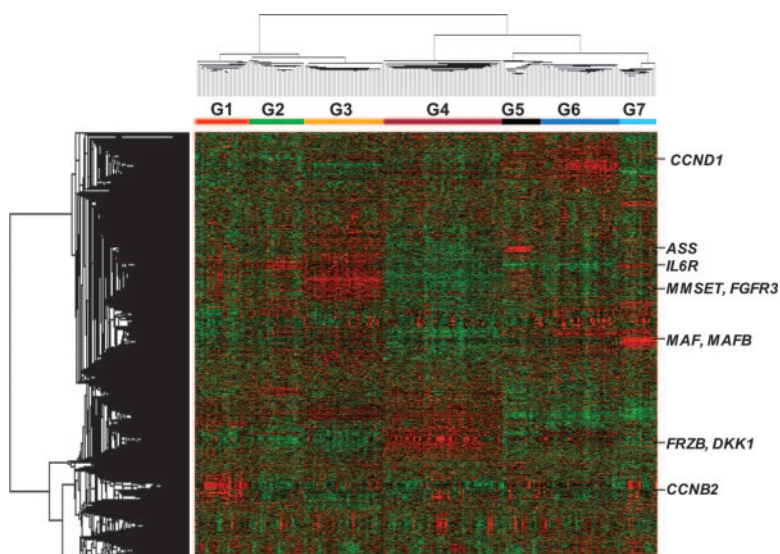 G1 G2 G3 G4 G5 G6 G7
CCND1
ASS
IL6R
MMSET, FGFR3
MAF, MAFB
FRZB, DKK1
CCNB2